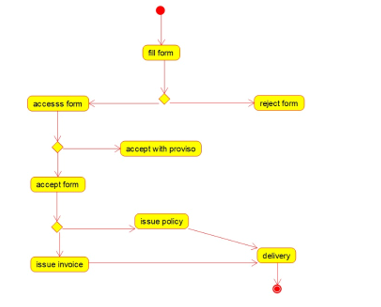 fill form
accesss form
reject form
accept with proviso
accept form
issue policy
delivery
issue invoice